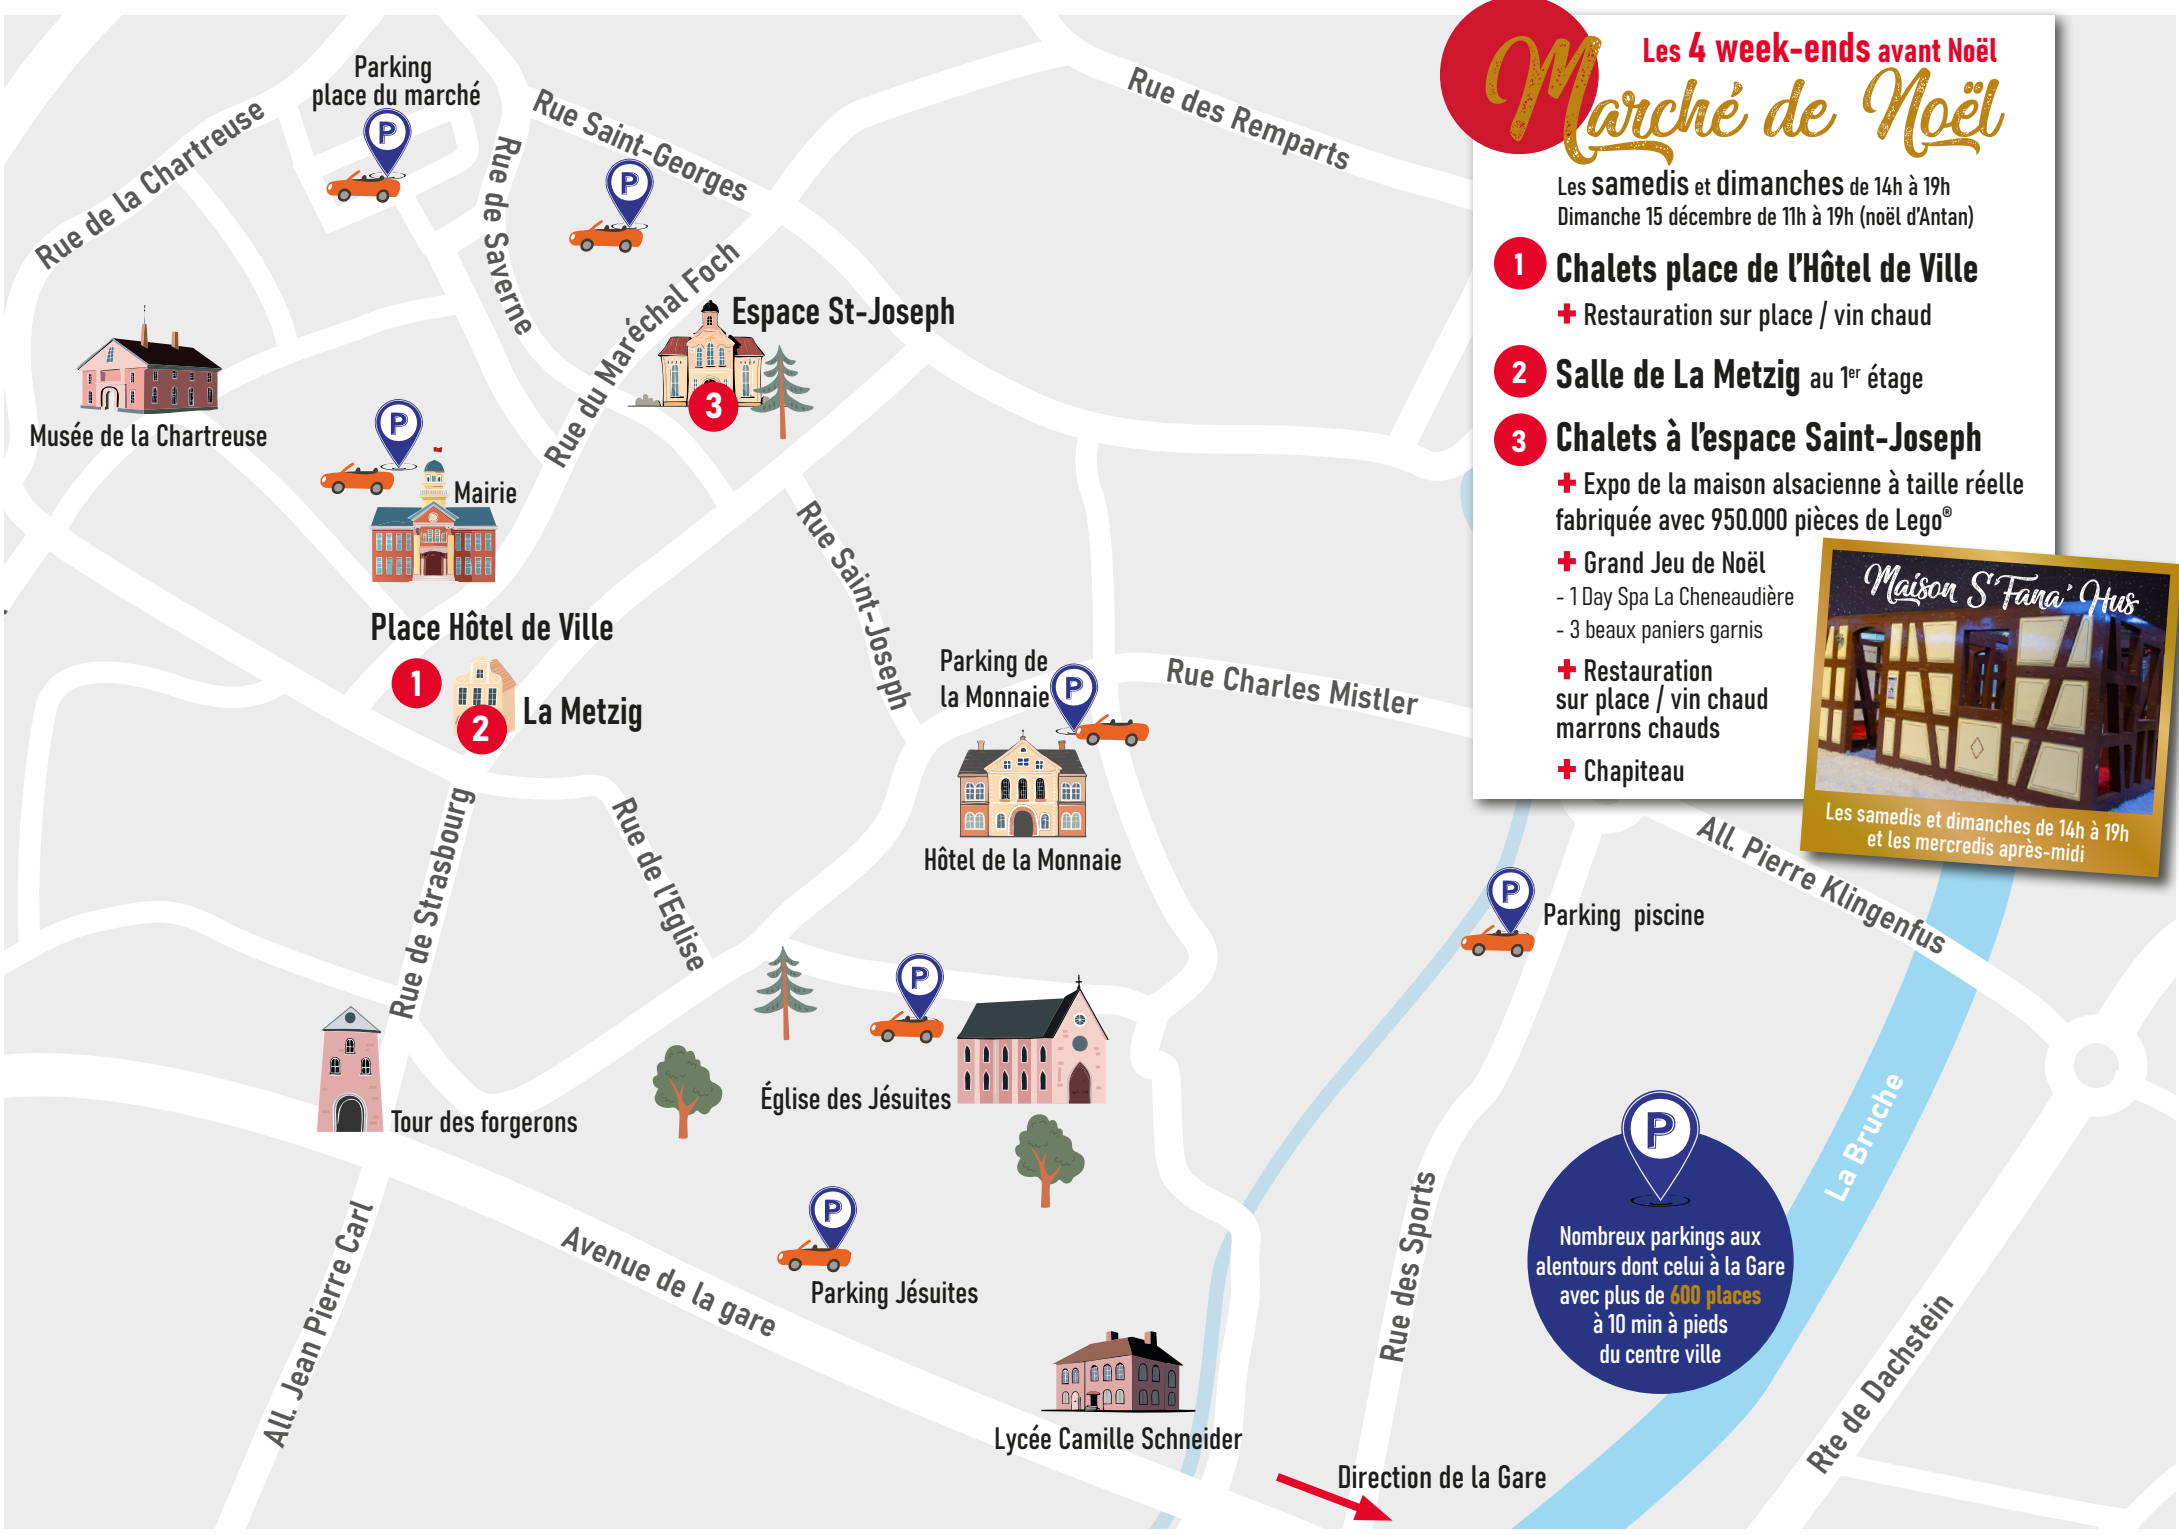 Les 4 week-ends avant Noël
Marché de Noël
Les samedis et dimanches de 14h à 19h
Dimanche 15 décembre de 11h à 19h (noël d'Antan)
1 Chalets place de l'Hôtel de Ville
+ Restauration sur place / vin chaud
2 Salle de La Metzig au 1er étage
3 Chalets à l'espace Saint-Joseph
+ Expo de la maison alsacienne à taille réelle
fabriquée avec 950.000 pièces de Lego®
+ Grand Jeu de Noël
- 1 Day Spa La Cheneaudière
- 3 beaux paniers garnis
+ Restauration
sur place / vin chaud
marrons chauds
+ Chapiteau
Maison S'Fana' Hus
Les samedis et dimanches de 14h à 19h
et les mercredis après-midi
Parking
place du marché
P
Rue de la Chartreuse
Rue Saint-Georges
P
Rue de Saverne
Rue des Remparts
Rue du Maréchal Foch
Espace St-Joseph
3
Musée de la Chartreuse
P
Mairie
Place Hôtel de Ville
1
2
La Metzig
Rue Saint-Joseph
Parking de
la Monnaie
P
Rue Charles Mistler
Hôtel de la Monnaie
Rue de Strasbourg
Rue de l'Eglise
P
Parking piscine
All. Pierre Klingenfus
P
Église des Jésuites
Tour des forgerons
La Bruche
P
Parking Jésuites
All. Jean Pierre Carl
Avenue de la gare
Rue des Sports
P
Nombreux parkings aux
alentours dont celui à la Gare
avec plus de 600 places
à 10 min à pieds
du centre ville
Rte de Dachstein
Lycée Camille Schneider
Direction de la Gare